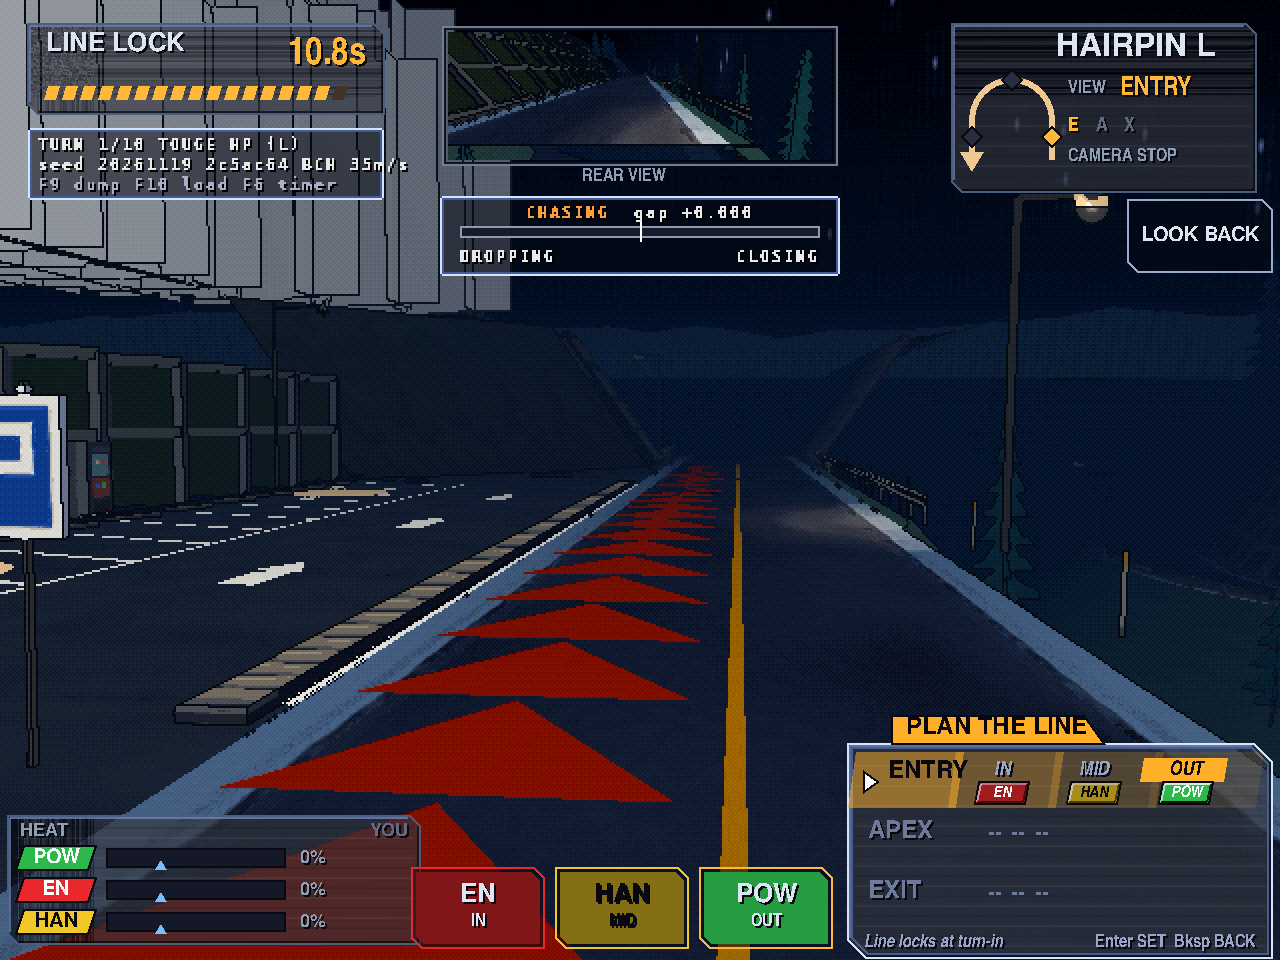 LINE LOCK
10.8s
TURN 1/10 TOUGE HP (L)
seed 20261119 2c5ac64 BCH 35m/s
F9 dump F10 load F6 timer
REAR VIEW
CHASING gap +0.000
DROPPING CLOSING
HAIRPIN L
VIEW ENTRY
E A X
CAMERA STOP
LOOK BACK
PLAN THE LINE
ENTRY IN MID OUT
EN HAN POW
APEX -- -- --
EXIT -- -- --
Line locks at turn-in Enter SET Bksp BACK
HEAT YOU
POW 0%
EN 0%
HAN 0%
EN HAN POW
IN MID OUT